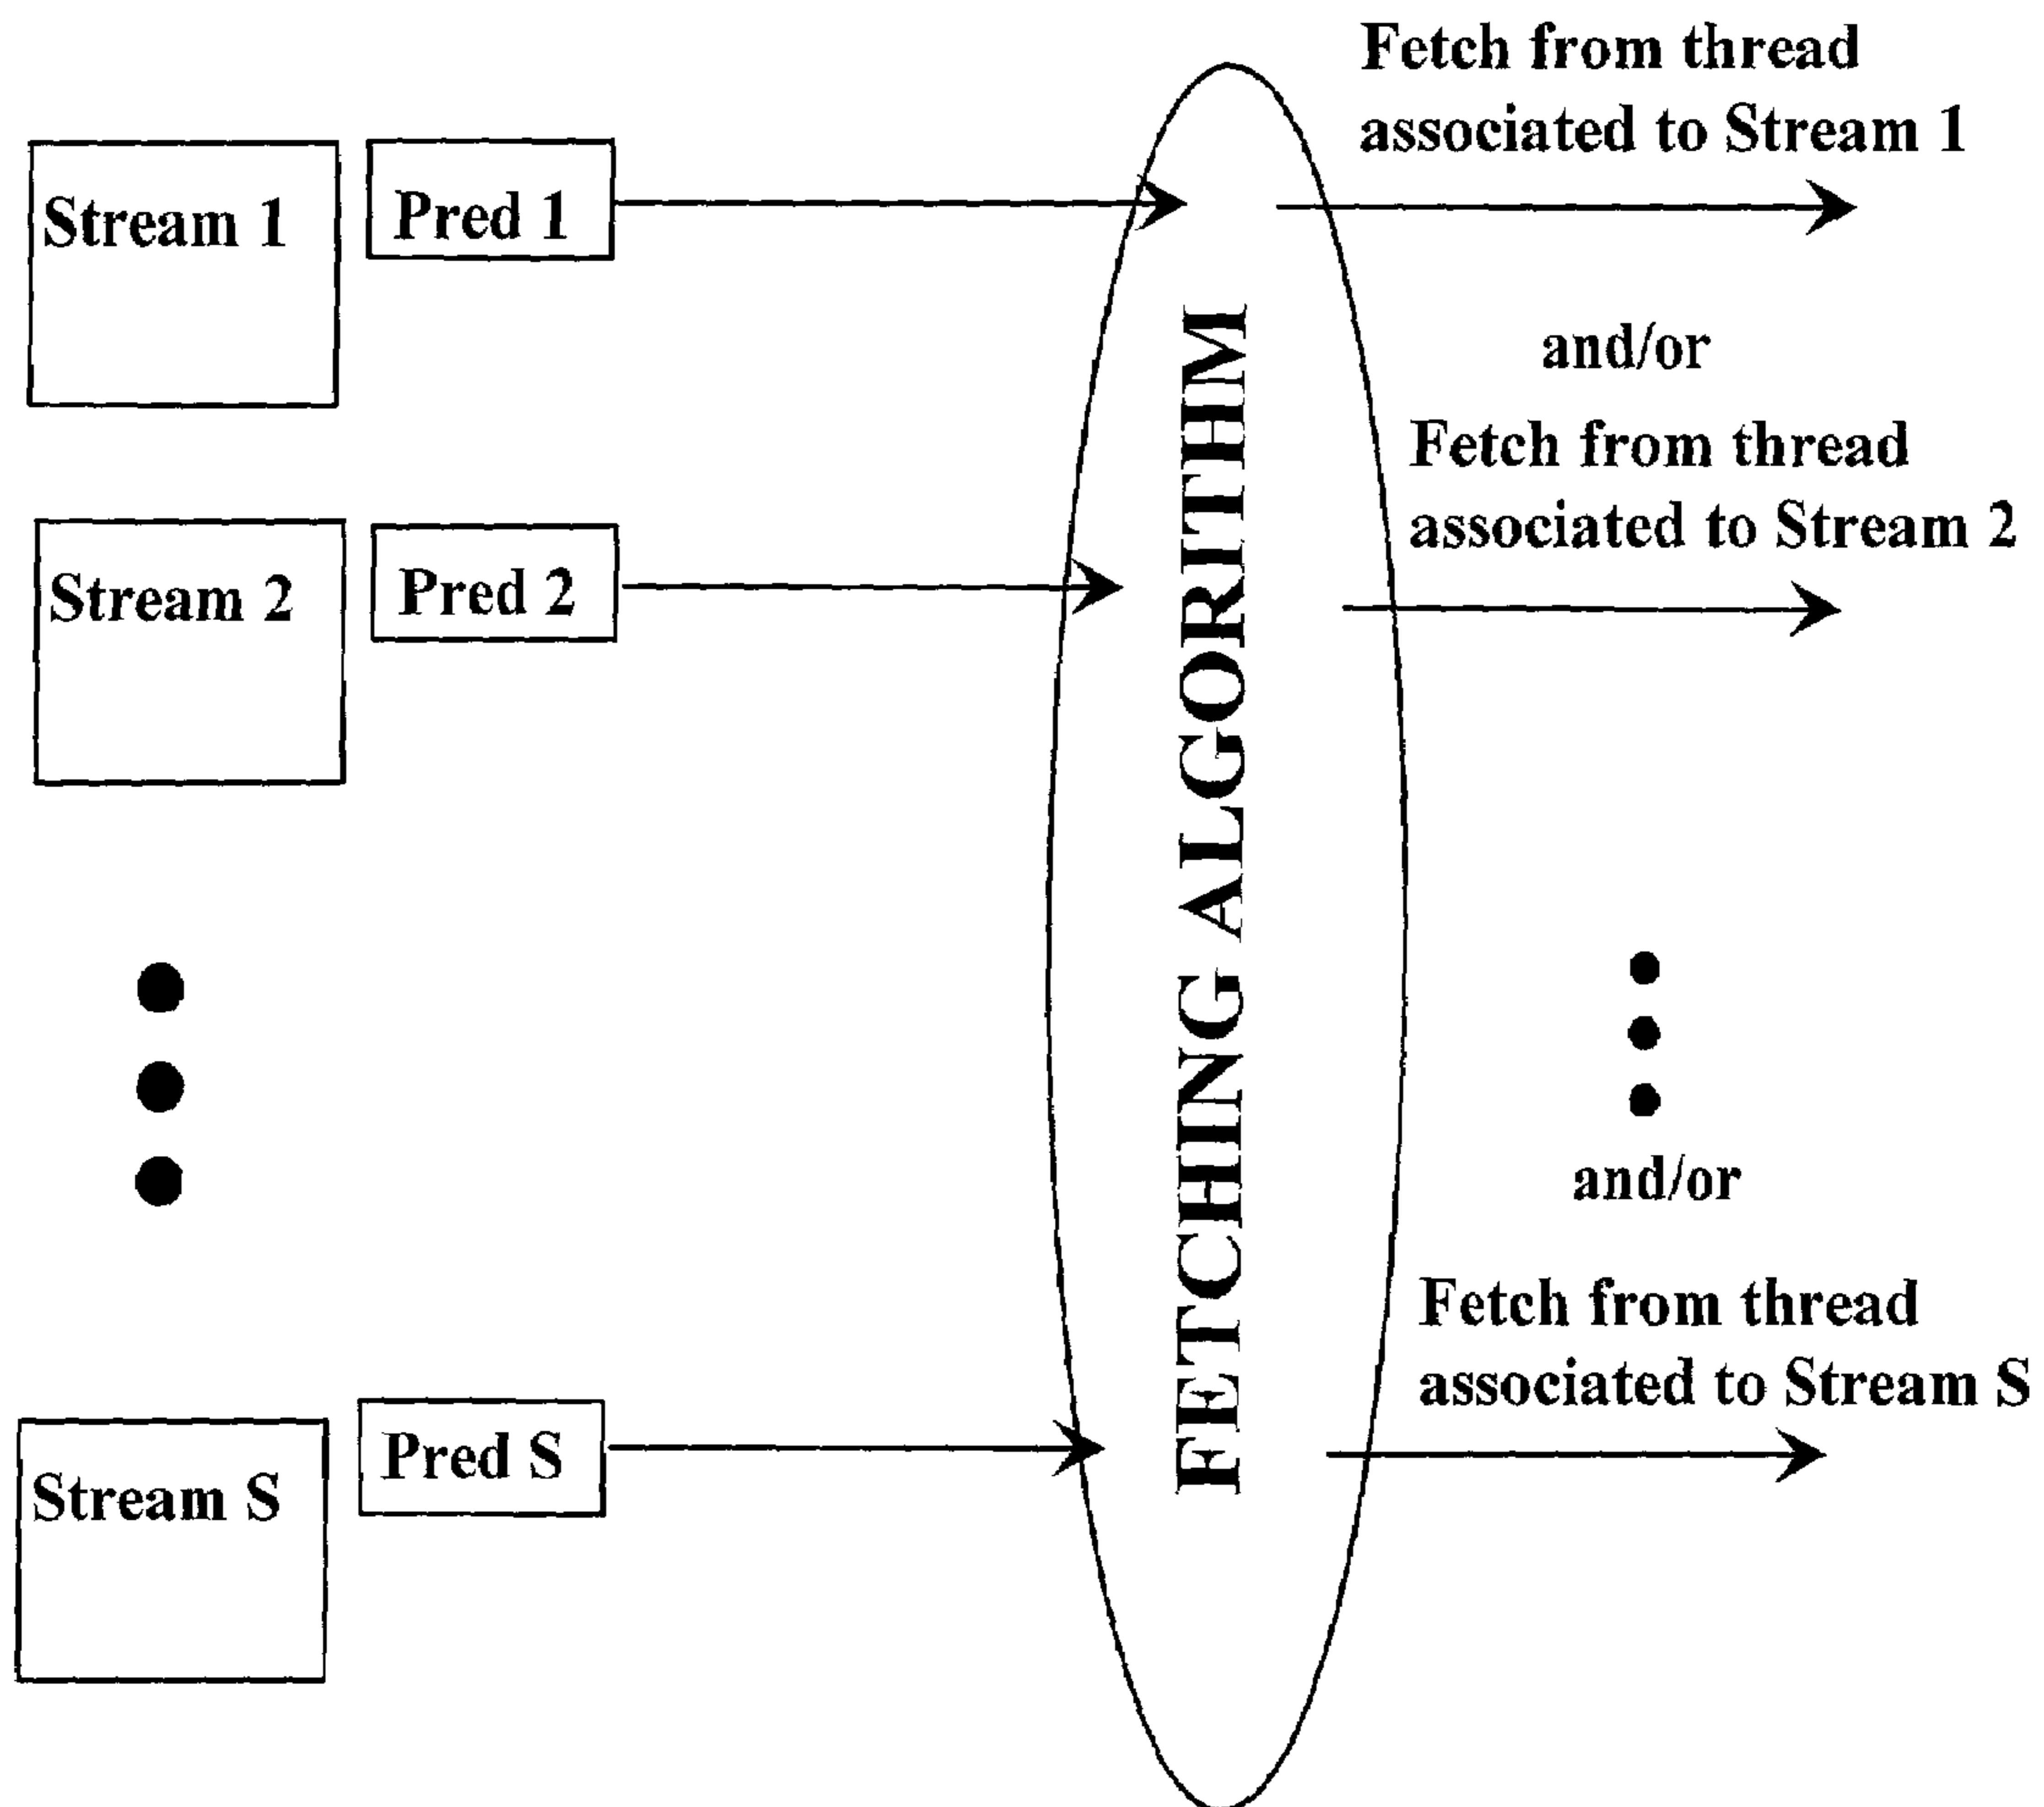 Fetch from thread
associated to Stream 1
Stream 1
Pred 1
and/or
Fetch from thread
associated to Stream 2
Stream 2
Pred 2
FETCHING ALGORITHM
and/or
Fetch from thread
associated to Stream S
Pred S
Stream S